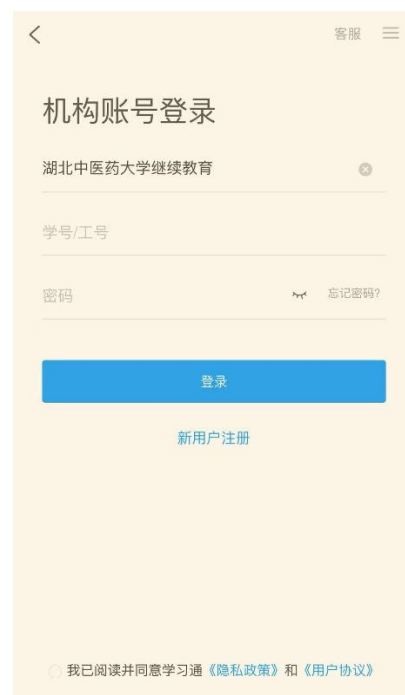 客服
机构账号登录
湖北中医药大学继续教育
学号/工号
密码 忘记密码?
登录
新用户注册
我已阅读并同意学习通《隐私政策》和《用户协议》